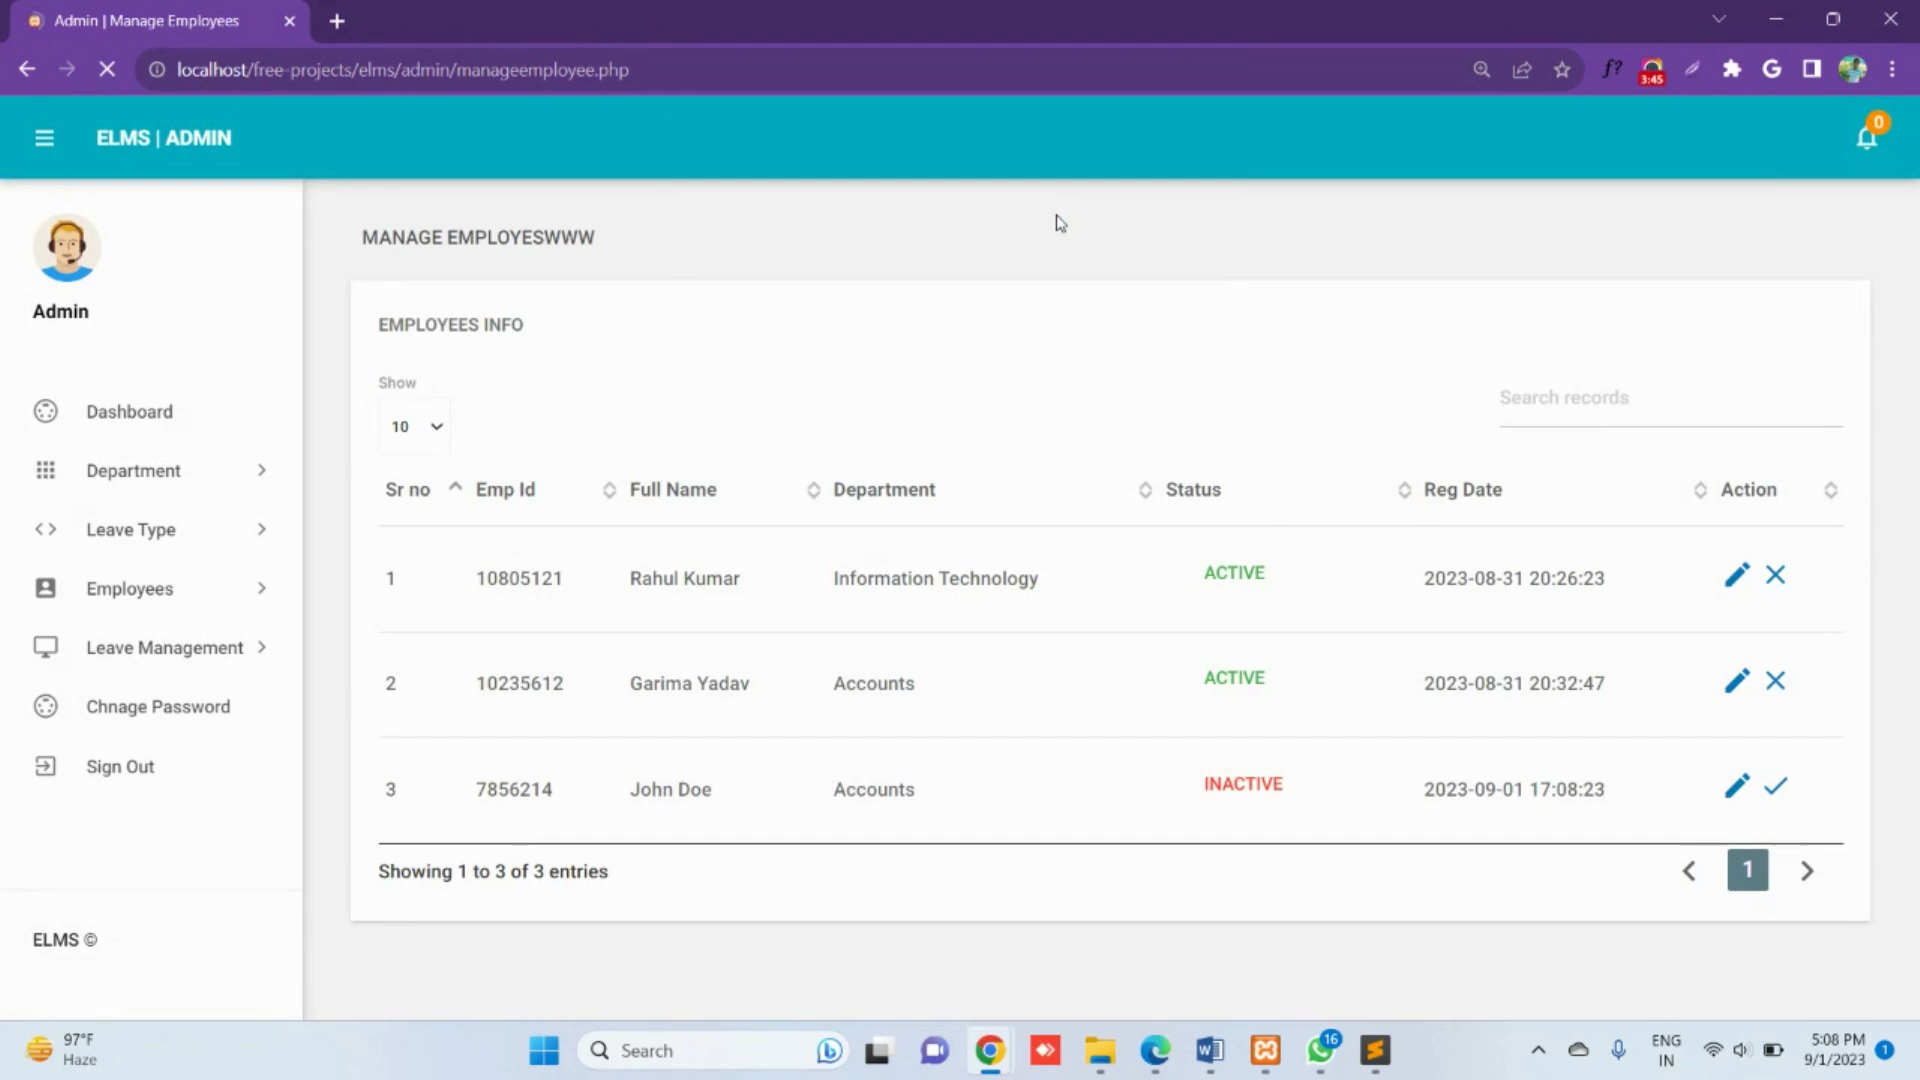 Admin | Manage Employees
localhost/free-projects/elms/admin/manageemployee.php
f?
3:45
G
ELMS | ADMIN
0
Admin
Dashboard
Department
Leave Type
Employees
Leave Management
Chnage Password
Sign Out
ELMS ©
MANAGE EMPLOYESWWW
EMPLOYEES INFO
Show
10
Search records
Sr no Emp Id Full Name Department Status Reg Date Action
1 10805121 Rahul Kumar Information Technology ACTIVE 2023-08-31 20:26:23
2 10235612 Garima Yadav Accounts ACTIVE 2023-08-31 20:32:47
3 7856214 John Doe Accounts INACTIVE 2023-09-01 17:08:23
Showing 1 to 3 of 3 entries
1
97°F
Haze
Search
16
ENG
IN
5:08 PM
9/1/2023
1